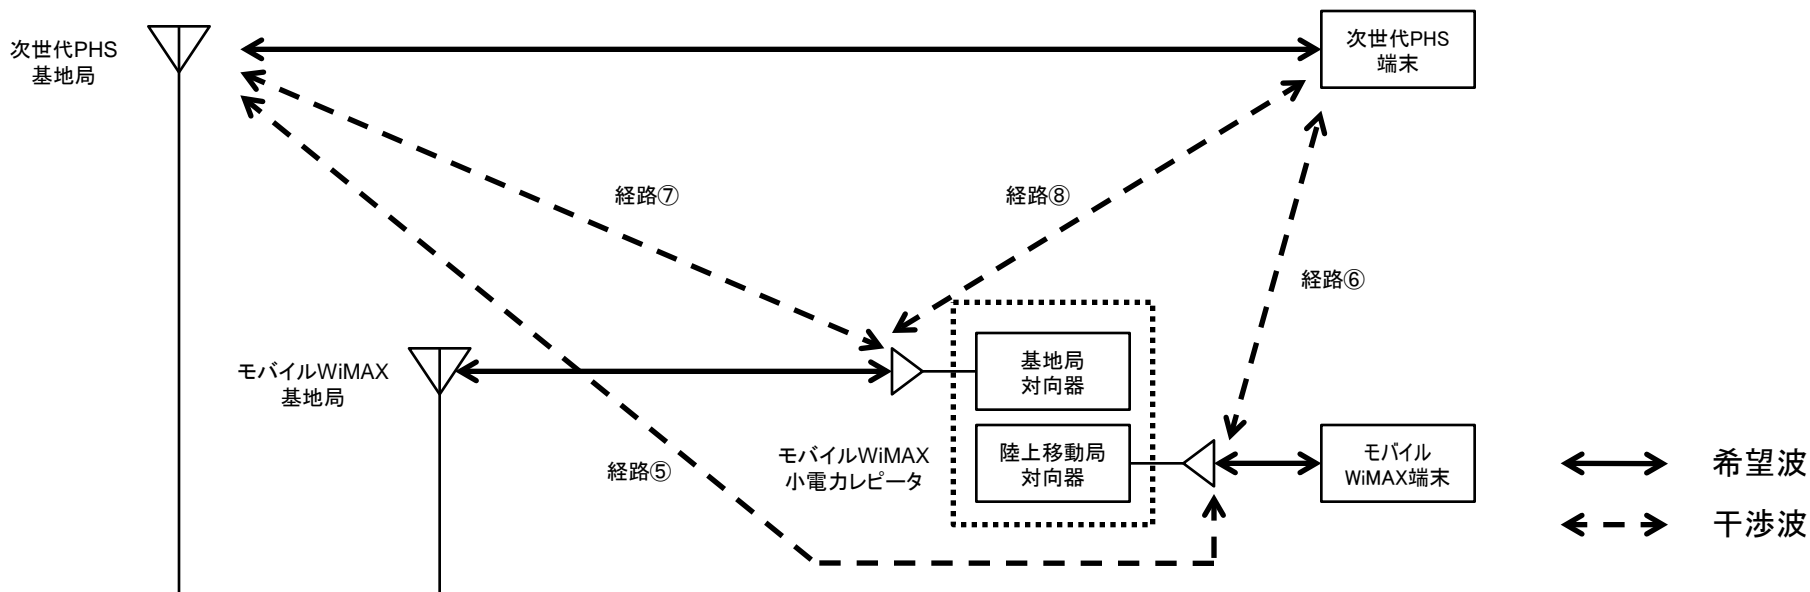 次世代PHS
基地局
次世代PHS
端末
経路⑦
経路⑧
経路⑥
モバイルWiMAX
基地局
基地局
対向器
モバイルWiMAX
小電力レピータ
陸上移動局
対向器
モバイル
WiMAX端末
経路⑤
希望波
干渉波